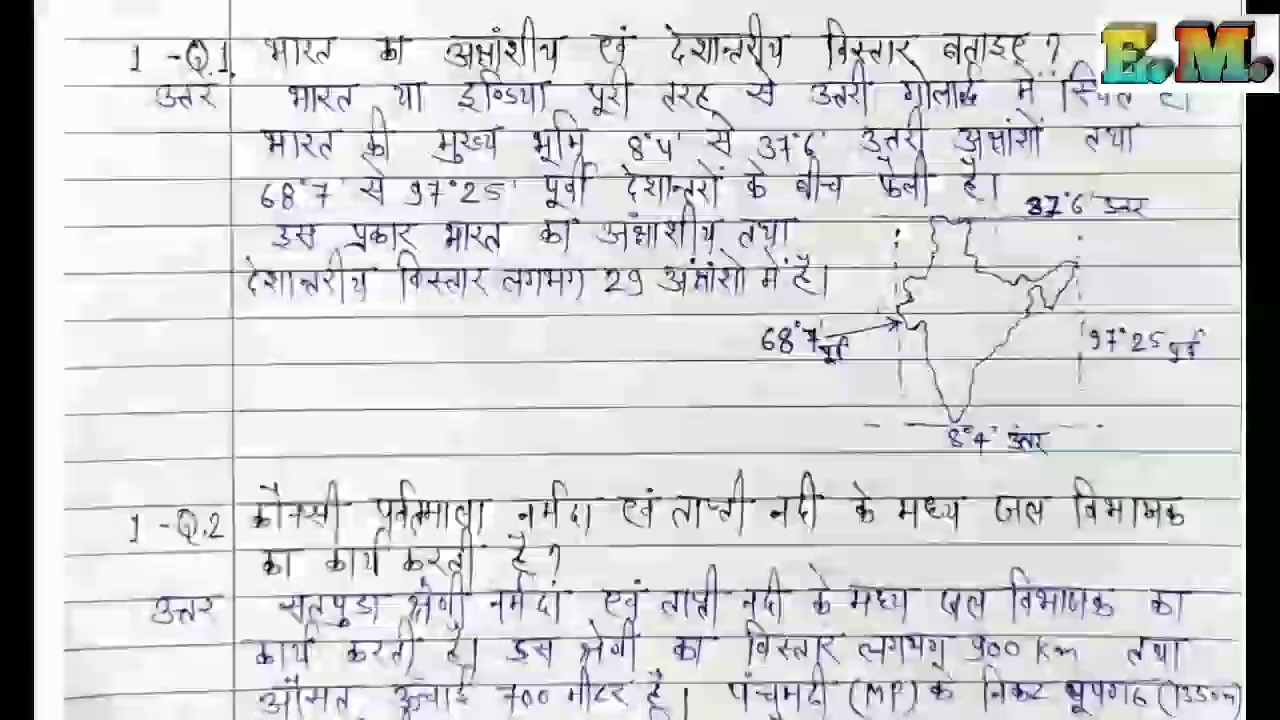 E.M.
1 -Q.1 भारत का अक्षांशीय एवं देशान्तरीय विस्तार बताइए ?
उत्तर भारत या इण्डिया पूरी तरह से उत्तरी गोलार्द्ध में स्थित है।
भारत की मुख्य भूमि 8°4' से 37°6' उत्तरी अक्षांशों तथा
68°7' से 97°25' पूर्वी देशान्तरों के बीच फैली है।
37°6' उत्तर
इस प्रकार भारत का अक्षांशीय तथा
देशान्तरीय विस्तार लगभग 29 अंक्षांशो में है।
68°7' पूर्व
97°25' पूर्व
8°4' उत्तर
1 -Q.2 कौनसी पर्वतमाला नर्मदा एवं ताप्ती नदी के मध्य जल विभाजक
का कार्य करती है ?
उत्तर सतपुडा श्रेणी नर्मदा एवं ताप्ती नदी के मध्य जल विभाजक का
कार्य करती है। इस श्रेणी का विस्तार लगभग 900 Km तथा
औसत ऊचाई 700 मीटर है। पंचमढी (MP) के निकट धूपगढ (1350m)